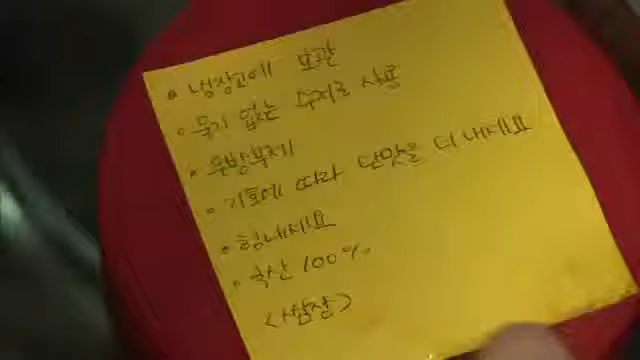 • 냉장고에 보관
• 물기 없는 수저로 사용
• 무방부제
• 기호에 따라 단맛을 더 내세요
• 힘내세요
• 국산 100%
<쌈장>